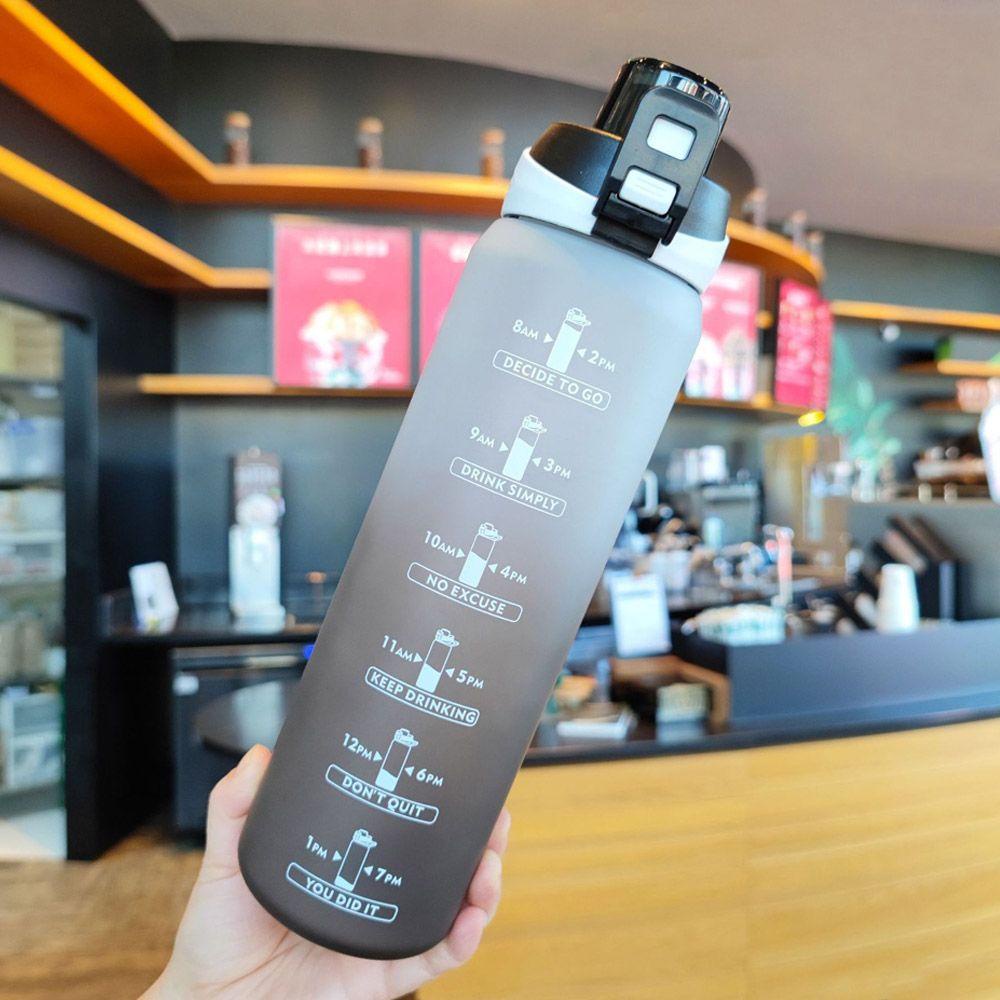 8AM 2PM
DECIDE TO GO
9AM 3PM
DRINK SIMPLY
10AM 4PM
NO EXCUSE
11AM 5PM
KEEP DRINKING
12PM 6PM
DON'T QUIT
1PM 7PM
YOU DID IT